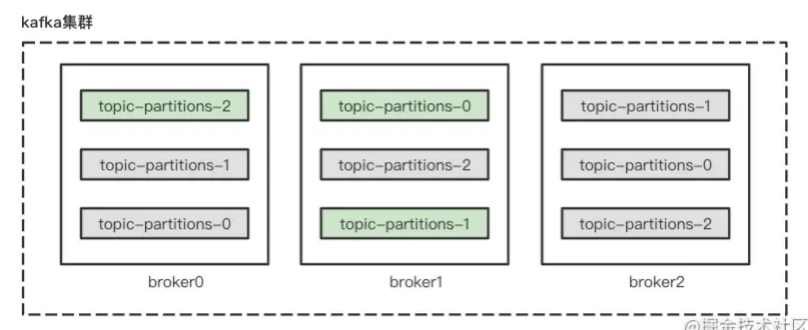 kafka集群
topic-partitions-2
topic-partitions-1
topic-partitions-0
broker0
topic-partitions-0
topic-partitions-2
topic-partitions-1
broker1
topic-partitions-1
topic-partitions-0
topic-partitions-2
broker2
@掘金技术社区